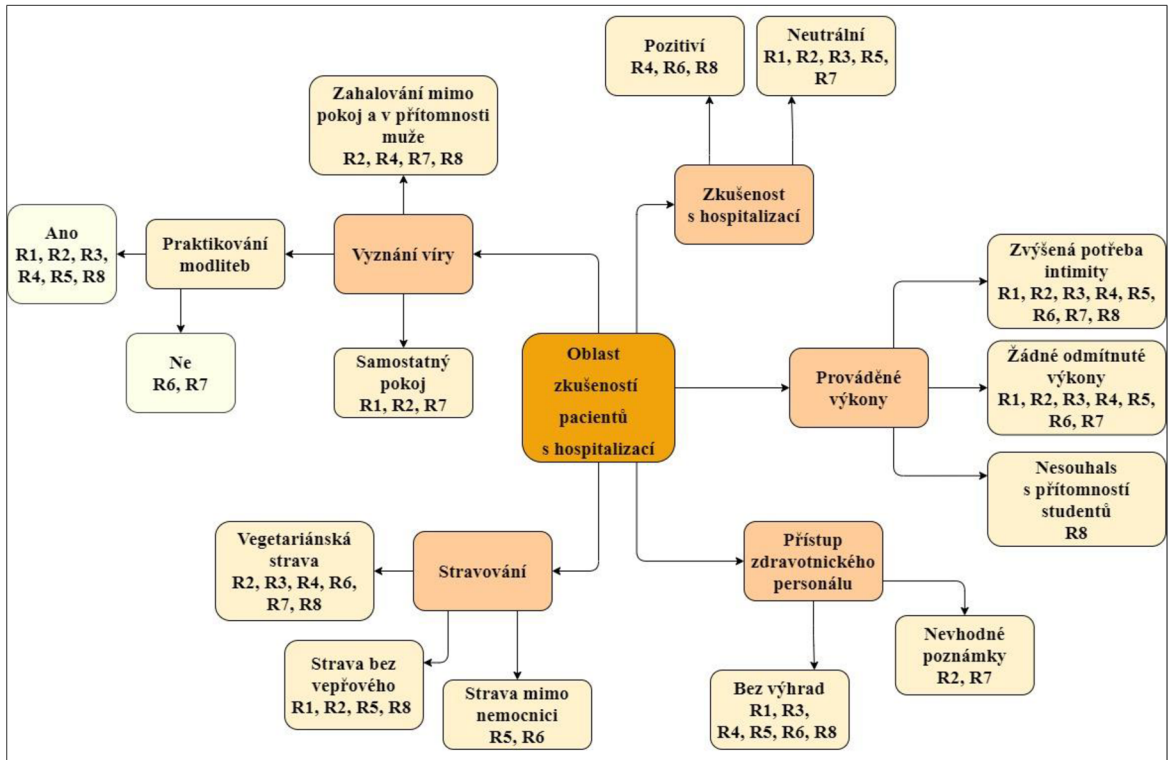 Pozitiví
R4, R6, R8
Neutrální
R1, R2, R3, R5,
R7
Zahalování mimo
pokoj a v přítomnosti
muže
R2, R4, R7, R8
Zkušenost
s hospitalizací
Ano
R1, R2, R3,
R4, R5, R8
Praktikování
modliteb
Vyznání víry
Zvýšená potřeba
intimity
R1, R2, R3, R4, R5,
R6, R7, R8
Ne
R6, R7
Samostatný
pokoj
R1, R2, R7
Oblast
zkušeností
pacientů
s hospitalizací
Prováděné
výkony
Žádné odmítnuté
výkony
R1, R2, R3, R4, R5,
R6, R7
Nesouhals
s přítomností
studentů
R8
Vegetariánská
strava
R2, R3, R4, R6,
R7, R8
Stravování
Přístup
zdravotnického
personálu
Strava bez
vepřového
R1, R2, R5, R8
Strava mimo
nemocnici
R5, R6
Bez výhrad
R1, R3,
R4, R5, R6, R8
Nevhodné
poznámky
R2, R7